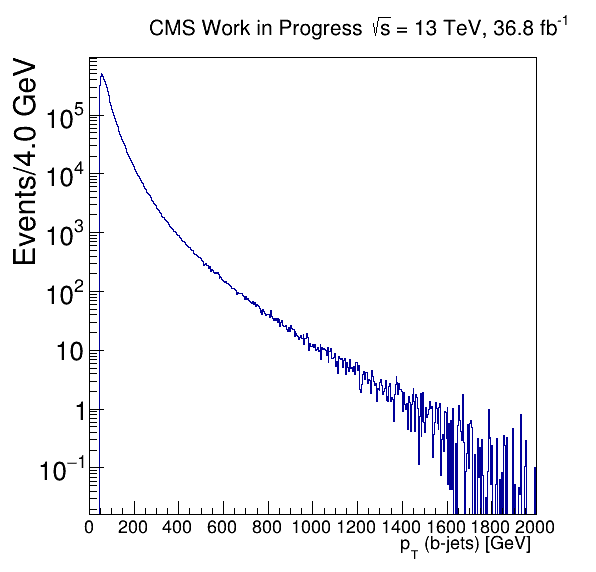 CMS Work in Progress √s = 13 TeV, 36.8 fb⁻¹
Events/4.0 GeV
10⁵
10⁴
10³
10²
10
1
10⁻¹
0 200 400 600 800 1000 1200 1400 1600 1800 2000
p_T (b-jets) [GeV]